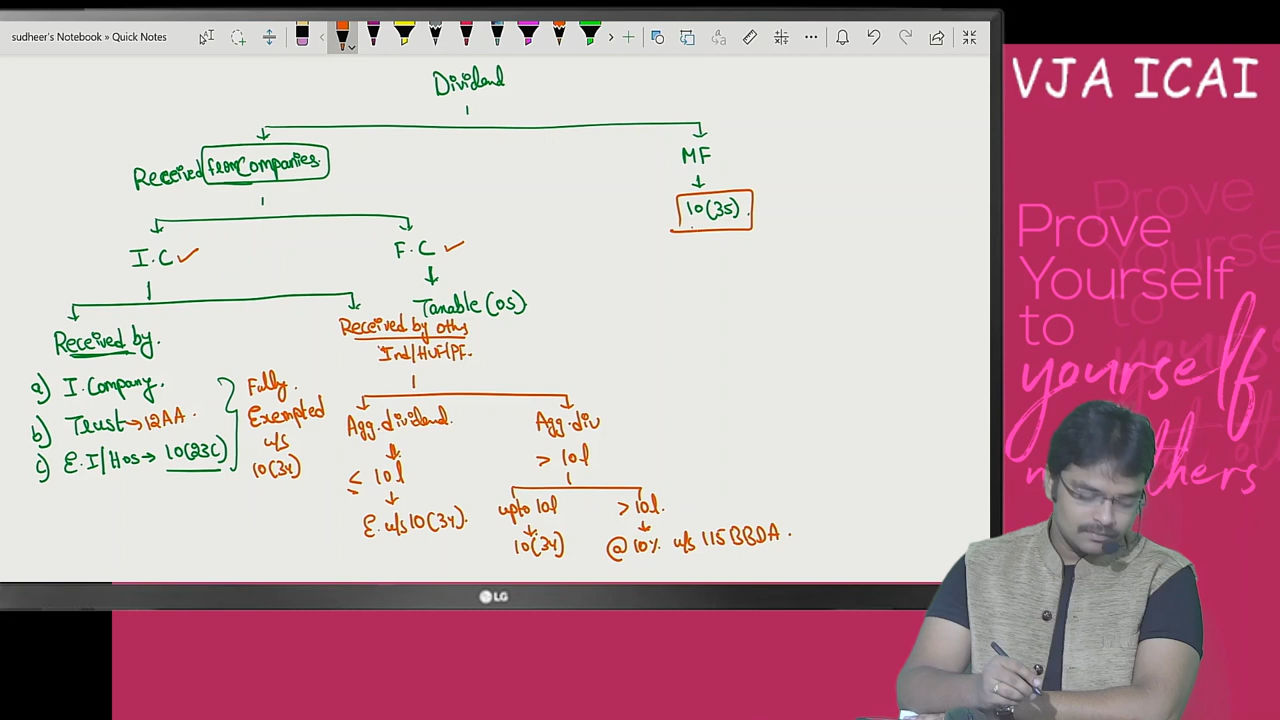 sudheer's Notebook » Quick Notes
VJA ICAI
Dividend
Received from Companies.
MF
10(35).
I.C
F.C
Taxable (OS)
Received by.
Received by oths
Ind/HUF/PF.
a) I. Company.
b) Trust → 12AA.
c) E.I/Hos → 10(23C)
Fully.
Exempted
u/s
10(34)
Agg. dividend.
≤ 10l
E. u/s 10(34).
Agg. div
> 10l
upto 10l
10(34)
> 10l.
@ 10% u/s 115BBDA.
LG
Prove
Yourself
to
yourself